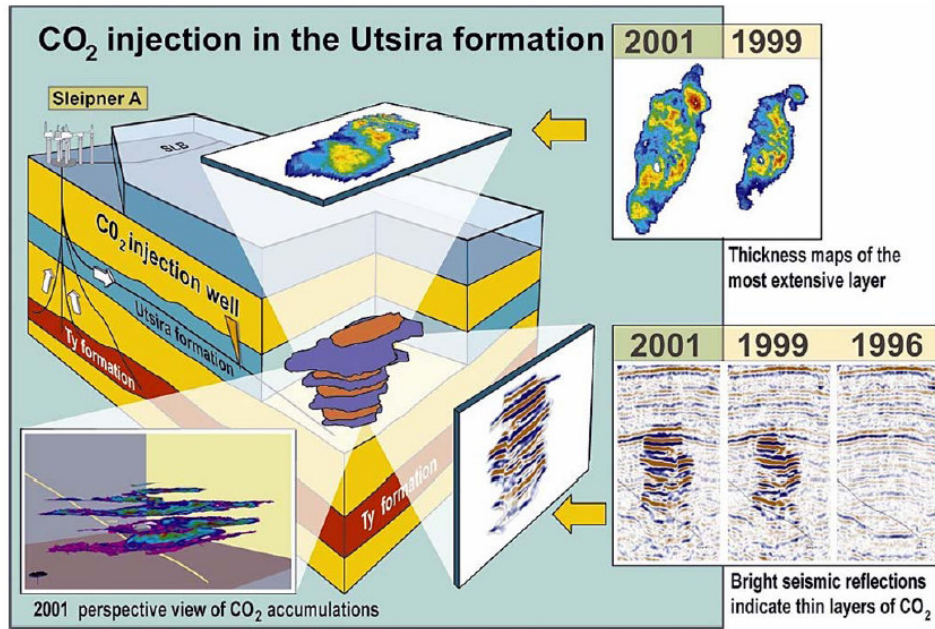 CO₂ injection in the Utsira formation
2001 1999
Sleipner A
SLB
CO₂ injection well
Utsira formation
Ty formation
Ty formation
Thickness maps of the
most extensive layer
2001 1999 1996
Bright seismic reflections
indicate thin layers of CO₂
2001 perspective view of CO₂ accumulations